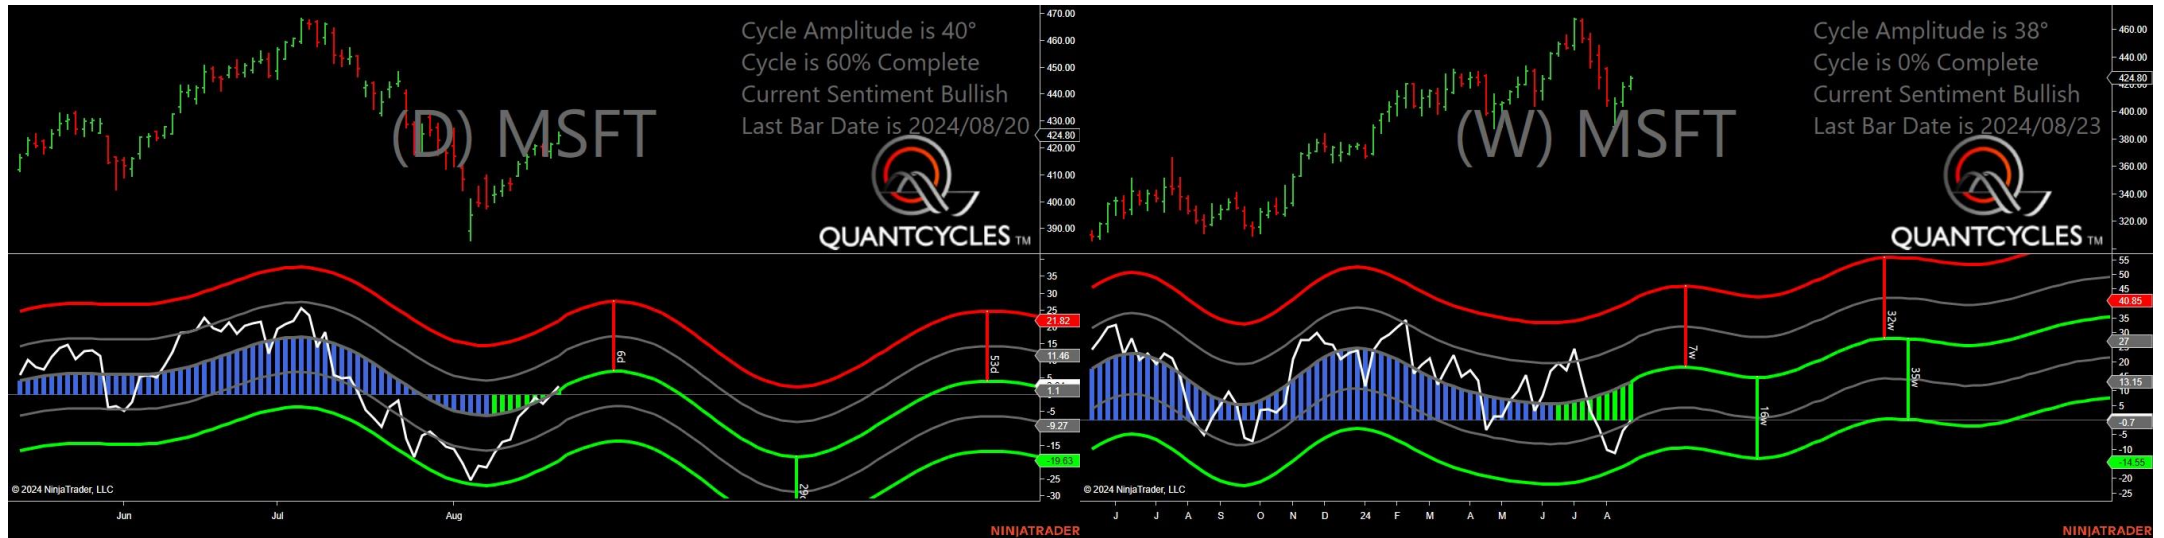 Cycle Amplitude is 40°
Cycle is 60% Complete
Current Sentiment Bullish
Last Bar Date is 2024/08/20
(D) MSFT
QUANTCYCLES TM
470.00
460.00
450.00
440.00
430.00
424.80
420.00
410.00
400.00
390.00
35
30
25
21.82
15
11.46
5
1.1
-5
-9.27
-15
-19.63
-25
-30
6d
55d
© 2024 NinjaTrader, LLC
Jun
Jul
Aug
NINJATRADER
Cycle Amplitude is 38°
Cycle is 0% Complete
Current Sentiment Bullish
Last Bar Date is 2024/08/23
(W) MSFT
QUANTCYCLES TM
460.00
424.80
400.00
380.00
360.00
340.00
320.00
55
50
45
40.85
35
30
27
20
13.15
10
5
-0.7
-5
-10
-14.55
-20
-25
7w
16w
32w
35w
© 2024 NinjaTrader, LLC
J J A S O N D 24 F M A M J J A
NINJATRADER